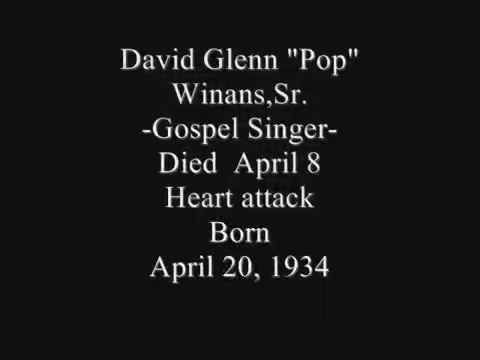 David Glenn "Pop"
Winans,Sr.
-Gospel Singer-
Died  April 8
Heart attack
Born
April 20, 1934